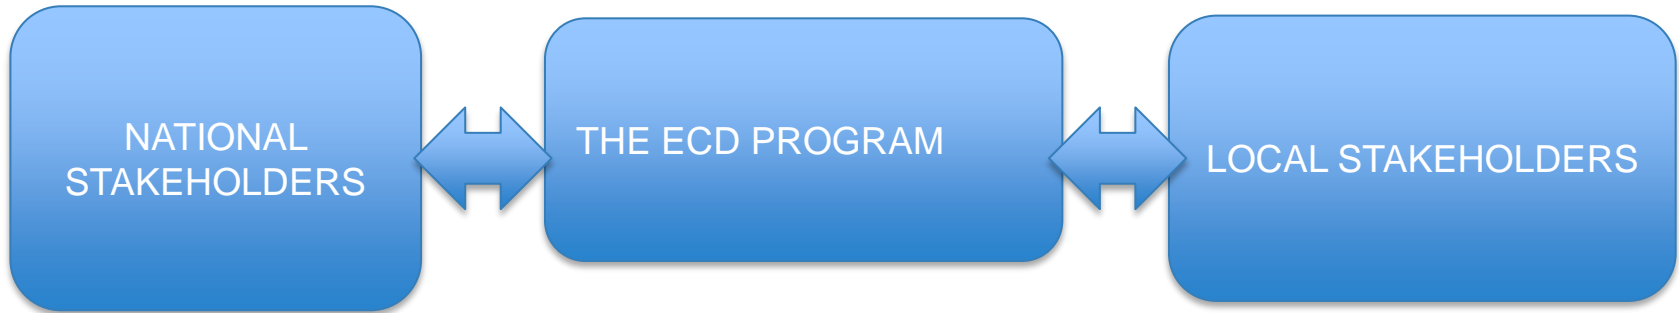 NATIONAL
STAKEHOLDERS
THE ECD PROGRAM
LOCAL STAKEHOLDERS